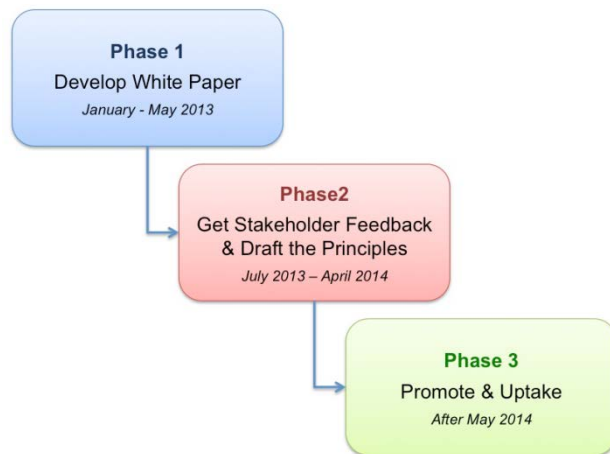 Phase 1
Develop White Paper
January - May 2013
Phase2
Get Stakeholder Feedback
& Draft the Principles
July 2013 – April 2014
Phase 3
Promote & Uptake
After May 2014